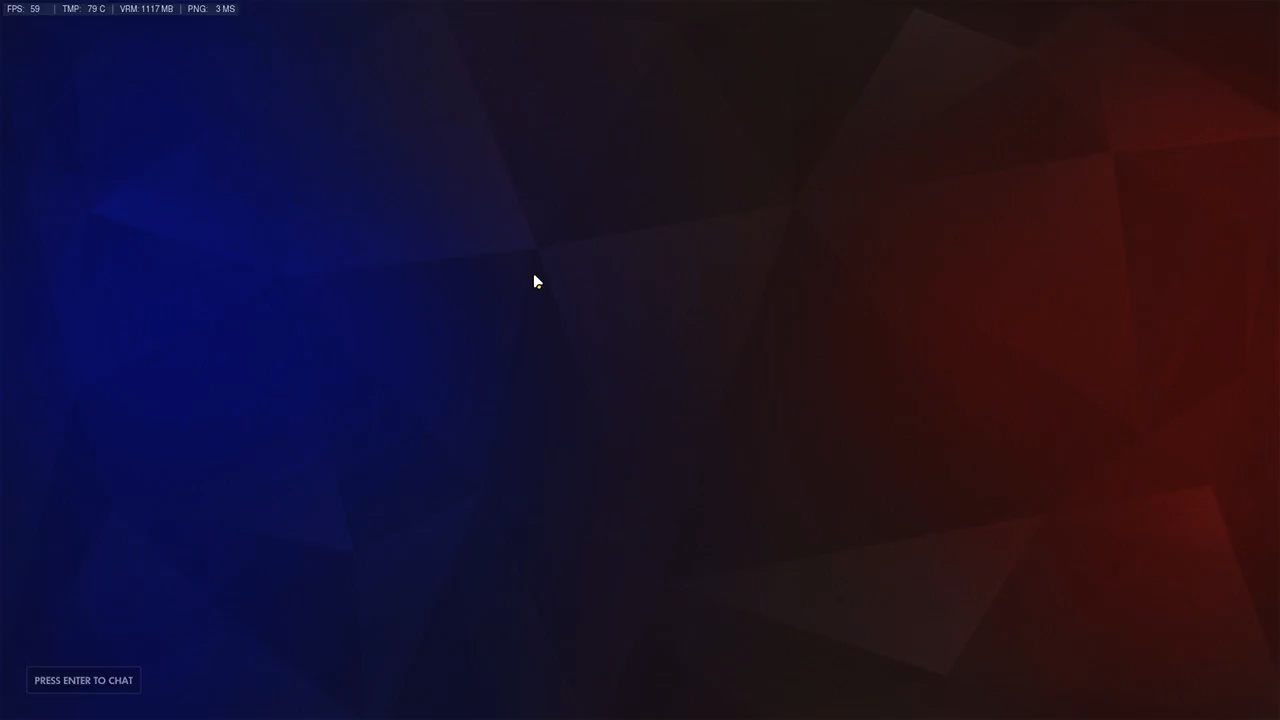 FPS: 59 | TMP: 79 C | VRM: 1117 MB | PNG: 3 MS
PRESS ENTER TO CHAT